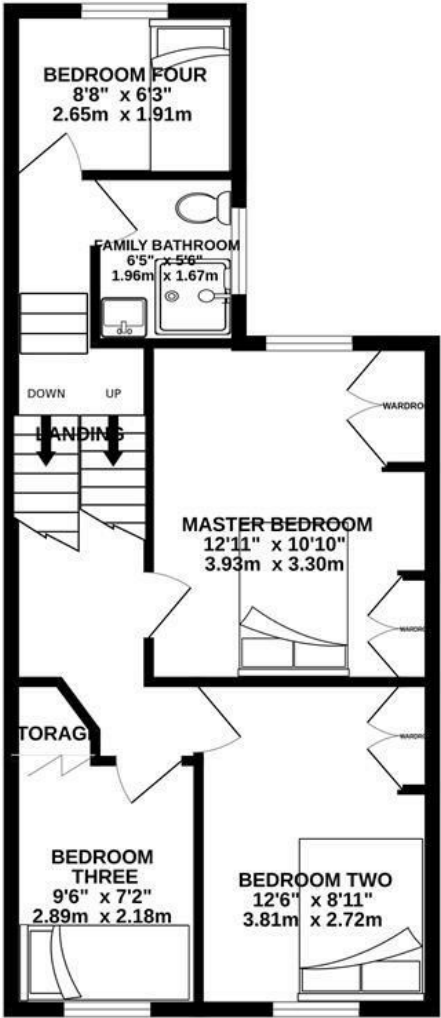 BEDROOM FOUR
8'8" x 6'3"
2.65m x 1.91m
FAMILY BATHROOM
6'5" x 5'6"
1.96m x 1.67m
DOWN
UP
LANDING
WARDRO
MASTER BEDROOM
12'11" x 10'10"
3.93m x 3.30m
WARDR
TORAG
WARDR
BEDROOM
THREE
9'6" x 7'2"
2.89m x 2.18m
BEDROOM TWO
12'6" x 8'11"
3.81m x 2.72m